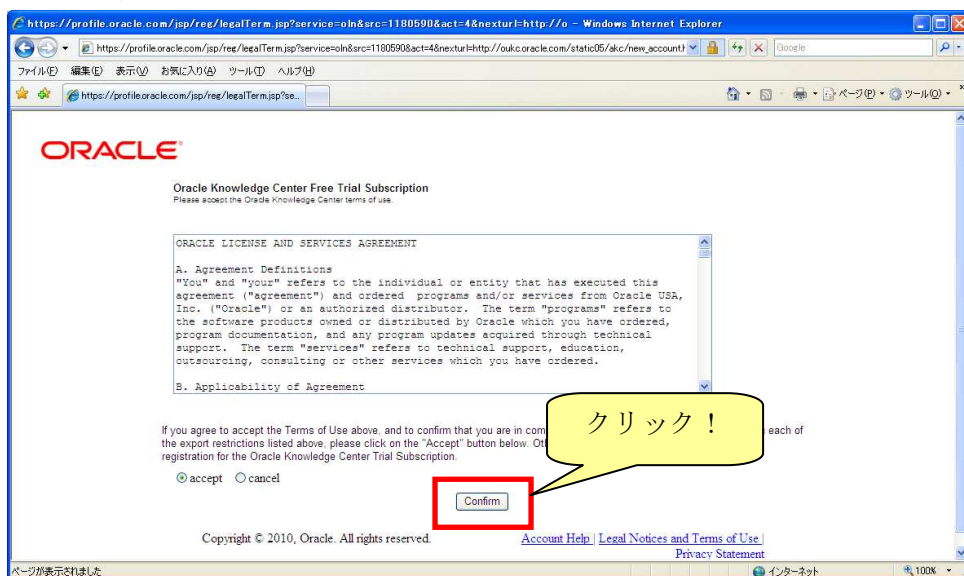 https://profile.oracle.com/jsp/reg/legalTerm.jsp?service=oln&src=1180590&act=4&nexturl=http://o - Windows Internet Explorer
https://profile.oracle.com/jsp/reg/legalTerm.jsp?service=oln&src=1180590&act=4&nexturl=http://oukc.oracle.com/static05/akc/new_account.h
Google
ファイル(F) 編集(E) 表示(V) お気に入り(A) ツール(T) ヘルプ(H)
https://profile.oracle.com/jsp/reg/legalTerm.jsp?se...
ページ(P) ツール(O)
ORACLE
Oracle Knowledge Center Free Trial Subscription
Please accept the Oracle Knowledge Center terms of use.
ORACLE LICENSE AND SERVICES AGREEMENT
A. Agreement Definitions
"You" and "your" refers to the individual or entity that has executed this
agreement ("agreement") and ordered programs and/or services from Oracle USA,
Inc. ("Oracle") or an authorized distributor. The term "programs" refers to
the software products owned or distributed by Oracle which you have ordered,
program documentation, and any program updates acquired through technical
support. The term "services" refers to technical support, education,
outsourcing, consulting or other services which you have ordered.
B. Applicability of Agreement
クリック！
If you agree to accept the Terms of Use above, and to confirm that you are in com each of
the export restrictions listed above, please click on the "Accept" button below. Ot
registration for the Oracle Knowledge Center Trial Subscription.
accept cancel
Confirm
Copyright © 2010, Oracle. All rights reserved. Account Help | Legal Notices and Terms of Use |
Privacy Statement
ページが表示されました インターネット 100%